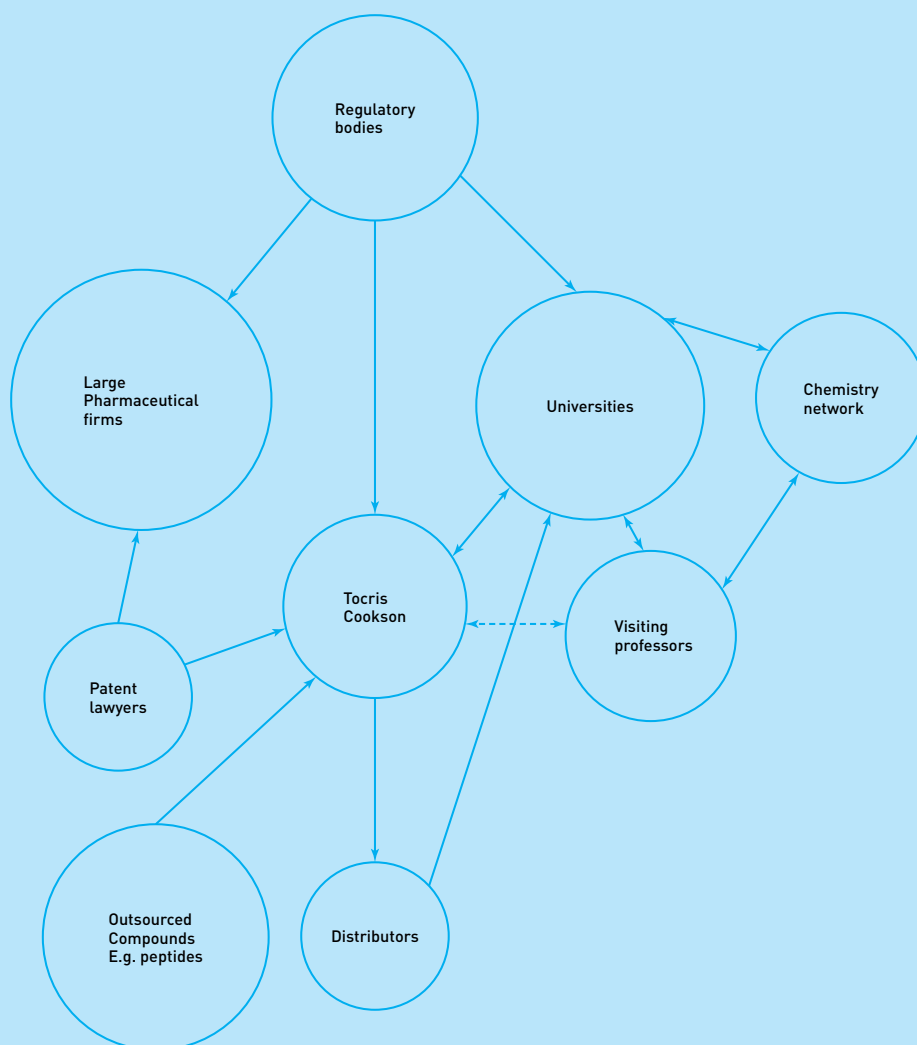 Regulatory
bodies
Large
Pharmaceutical
firms
Universities
Chemistry
network
Tocris
Cookson
Visiting
professors
Patent
lawyers
Outsourced
Compounds
E.g. peptides
Distributors